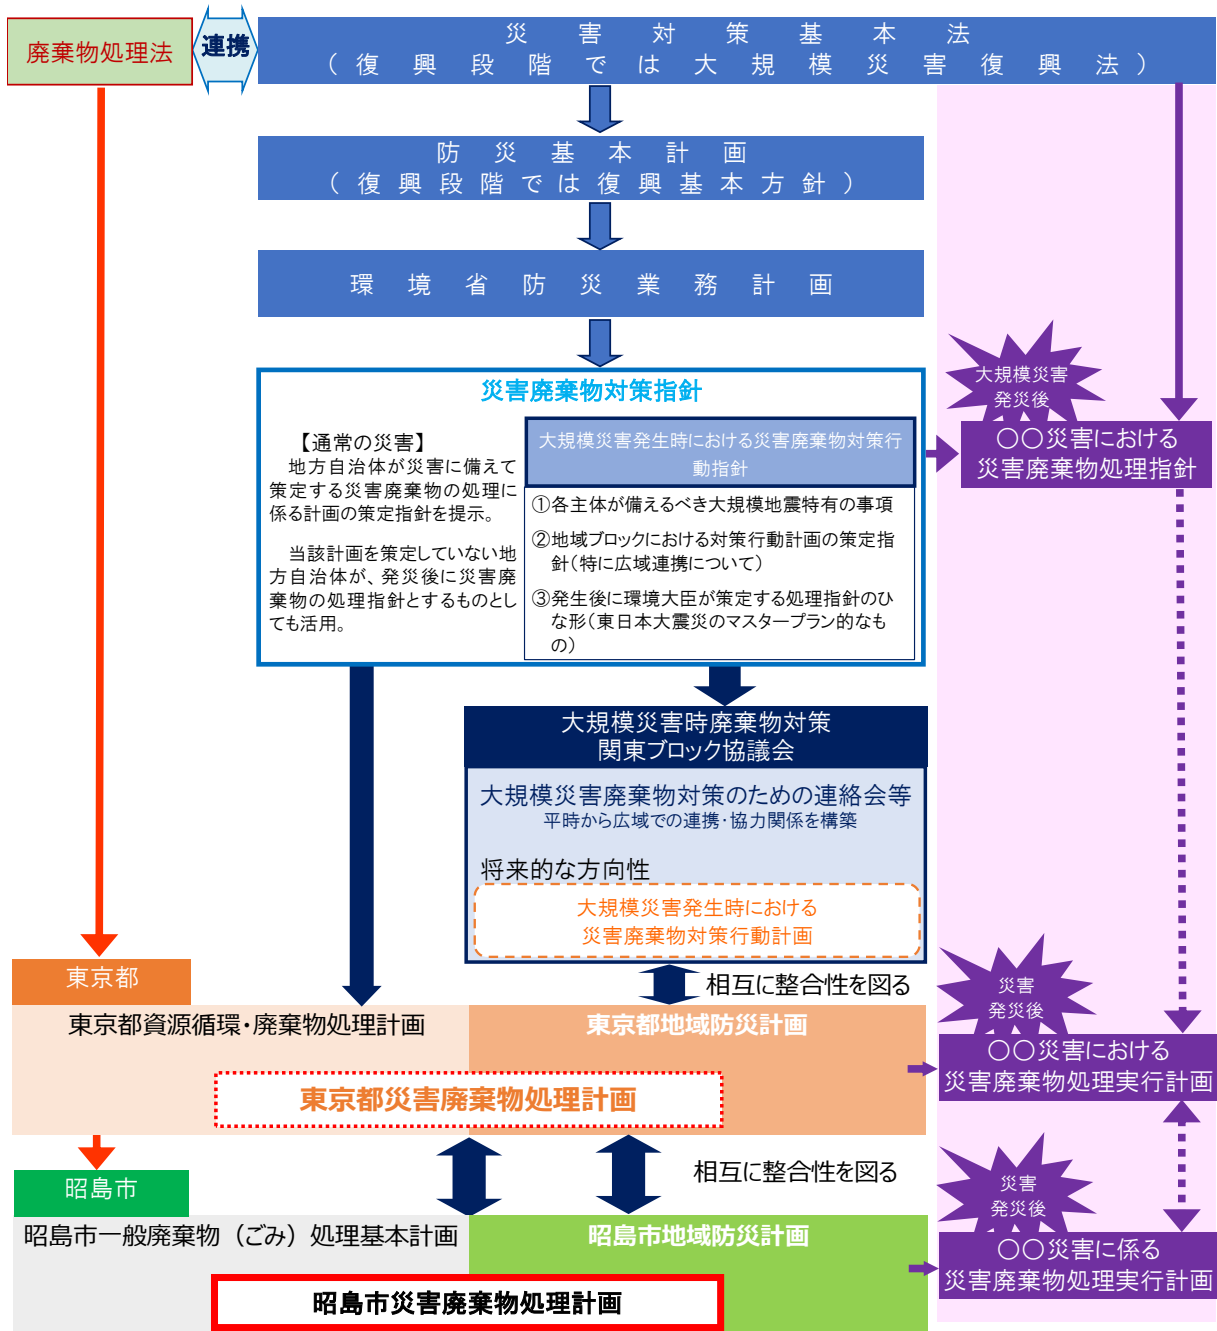 廃棄物処理法
連携
災害対策基本法
（復興段階では大規模災害復興法）
防災基本計画
（復興段階では復興基本方針）
環境省防災業務計画
災害廃棄物対策指針
【通常の災害】
地方自治体が災害に備えて
策定する災害廃棄物の処理に
係る計画の策定指針を提示。
当該計画を策定していない地
方自治体が、発災後に災害廃
棄物の処理指針とするものとし
ても活用。
大規模災害発生時における災害廃棄物対策行
動指針
①各主体が備えるべき大規模地震特有の事項
②地域ブロックにおける対策行動計画の策定指
針（特に広域連携について）
③発生後に環境大臣が策定する処理指針のひ
な形（東日本大震災のマスタープラン的なも
の）
大規模災害
発災後
〇〇災害における
災害廃棄物処理指針
大規模災害時廃棄物対策
関東ブロック協議会
大規模災害廃棄物対策のための連絡会等
平時から広域での連携・協力関係を構築
将来的な方向性
大規模災害発生時における
災害廃棄物対策行動計画
相互に整合性を図る
東京都
東京都資源循環・廃棄物処理計画
東京都地域防災計画
東京都災害廃棄物処理計画
災害
発災後
〇〇災害における
災害廃棄物処理実行計画
相互に整合性を図る
昭島市
昭島市一般廃棄物（ごみ）処理基本計画
昭島市地域防災計画
昭島市災害廃棄物処理計画
災害
発災後
〇〇災害に係る
災害廃棄物処理実行計画